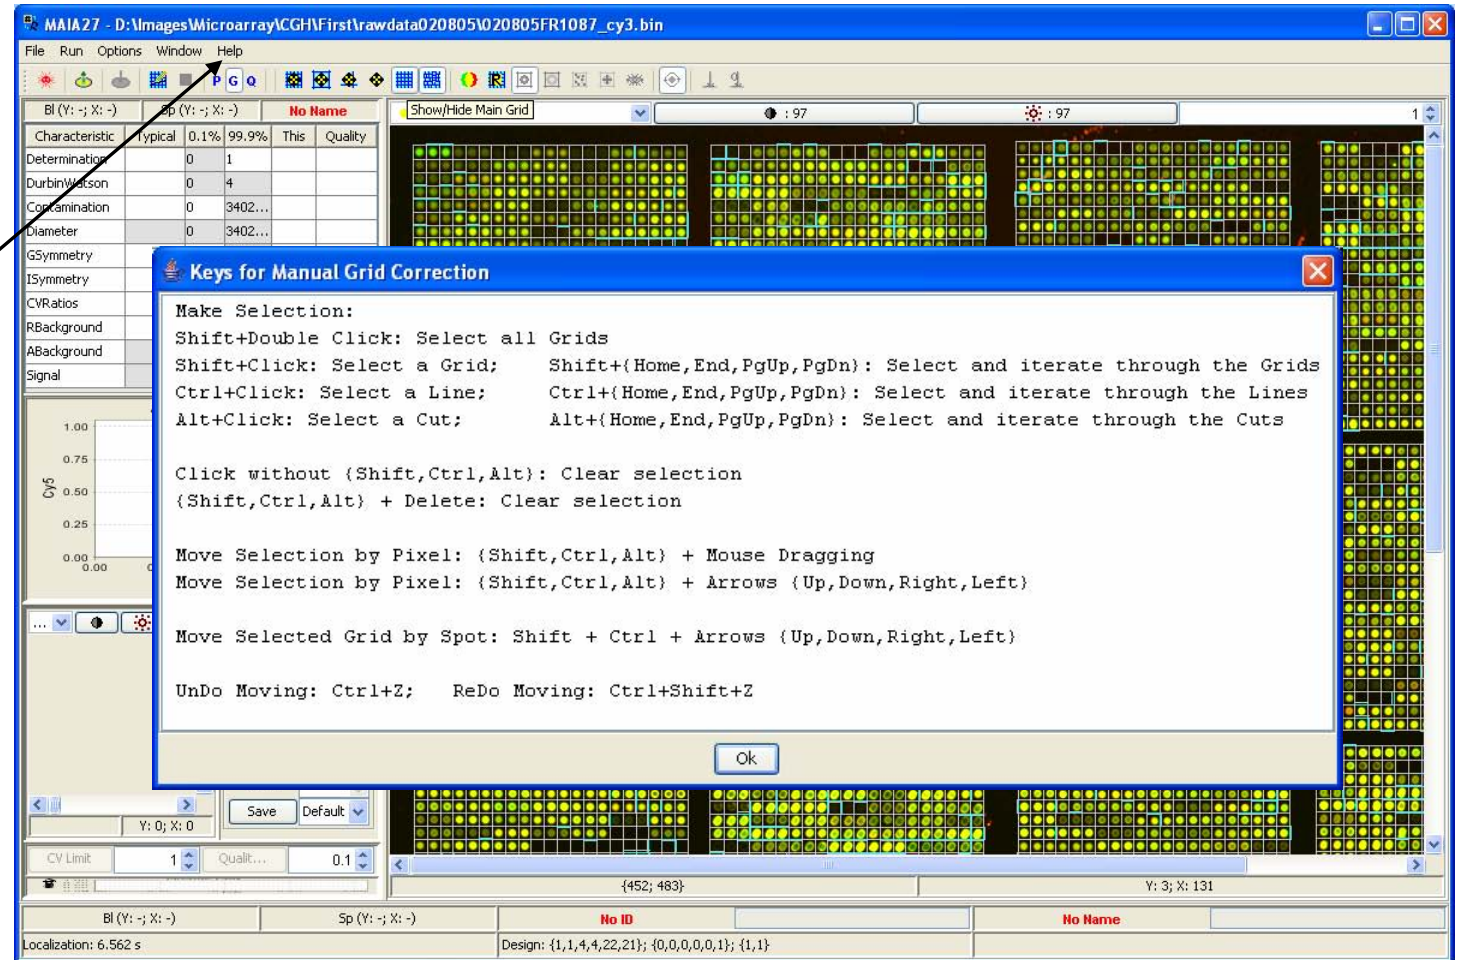 MAIA27 - D:\Images\Microarray\CGH\First\rawdata020805\020805FR1087_cy3.bin
File Run Options Window Help
P G Q R
Bl (Y: -; X: -) Sp (Y: -; X: -) No Name Show/Hide Main Grid : 97 : 97 1
Characteristic Typical 0.1% 99.9% This Quality
Determination 0 1
DurbinWatson 0 4
Contamination 0 3402...
Diameter 0 3402...
GSymmetry
ISymmetry
CVRatios
RBackground
ABackground
Signal
Keys for Manual Grid Correction
Make Selection:
Shift+Double Click: Select all Grids
Shift+Click: Select a Grid; Shift+{Home,End,PgUp,PgDn}: Select and iterate through the Grids
Ctrl+Click: Select a Line; Ctrl+{Home,End,PgUp,PgDn}: Select and iterate through the Lines
Alt+Click: Select a Cut; Alt+{Home,End,PgUp,PgDn}: Select and iterate through the Cuts
Click without {Shift,Ctrl,Alt}: Clear selection
{Shift,Ctrl,Alt} + Delete: Clear selection
Move Selection by Pixel: {Shift,Ctrl,Alt} + Mouse Dragging
Move Selection by Pixel: {Shift,Ctrl,Alt} + Arrows {Up,Down,Right,Left}
Move Selected Grid by Spot: Shift + Ctrl + Arrows {Up,Down,Right,Left}
UnDo Moving: Ctrl+Z; ReDo Moving: Ctrl+Shift+Z
Ok
1.00
0.75
Cy5
0.50
0.25
0.00
0.00
...
Save Default
Y: 0; X: 0
CV Limit 1 Qualit... 0.1
{452; 483} Y: 3; X: 131
Bl (Y: -; X: -) Sp (Y: -; X: -) No ID No Name
Localization: 6.562 s Design: {1,1,4,4,22,21}; {0,0,0,0,0,1}; {1,1}